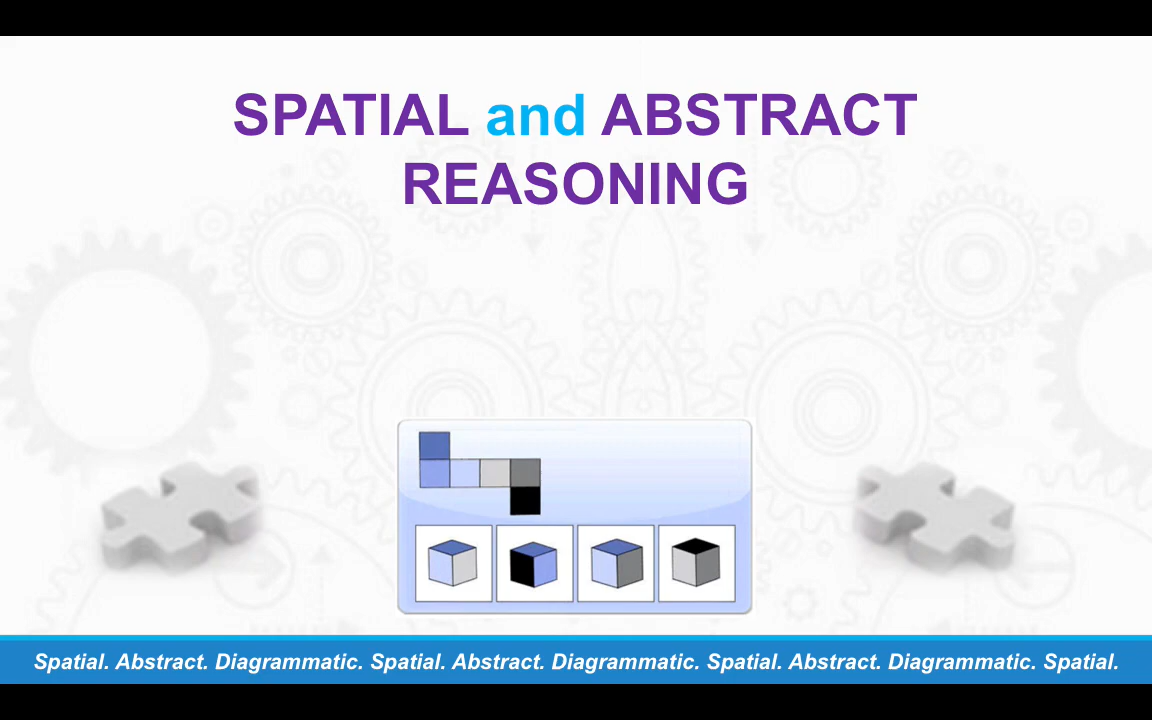 SPATIAL and ABSTRACT
REASONING
Spatial. Abstract. Diagrammatic. Spatial. Abstract. Diagrammatic. Spatial. Abstract. Diagrammatic. Spatial.